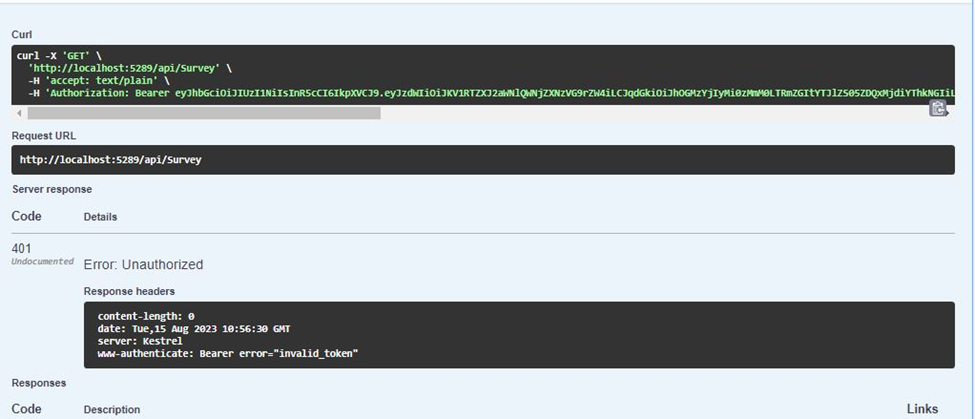 Curl
curl -X 'GET' \
'http://localhost:5289/api/Survey' \
-H 'accept: text/plain' \
-H 'Authorization: Bearer
Request URL
http://localhost:5289/api/Survey
Server response
Code Details
401
Undocumented
Error: Unauthorized
Response headers
content-length: 0
date: Tue,15 Aug 2023 10:56:30 GMT
server: Kestrel
www-authenticate: Bearer error="invalid_token"
Responses
Code Description Links